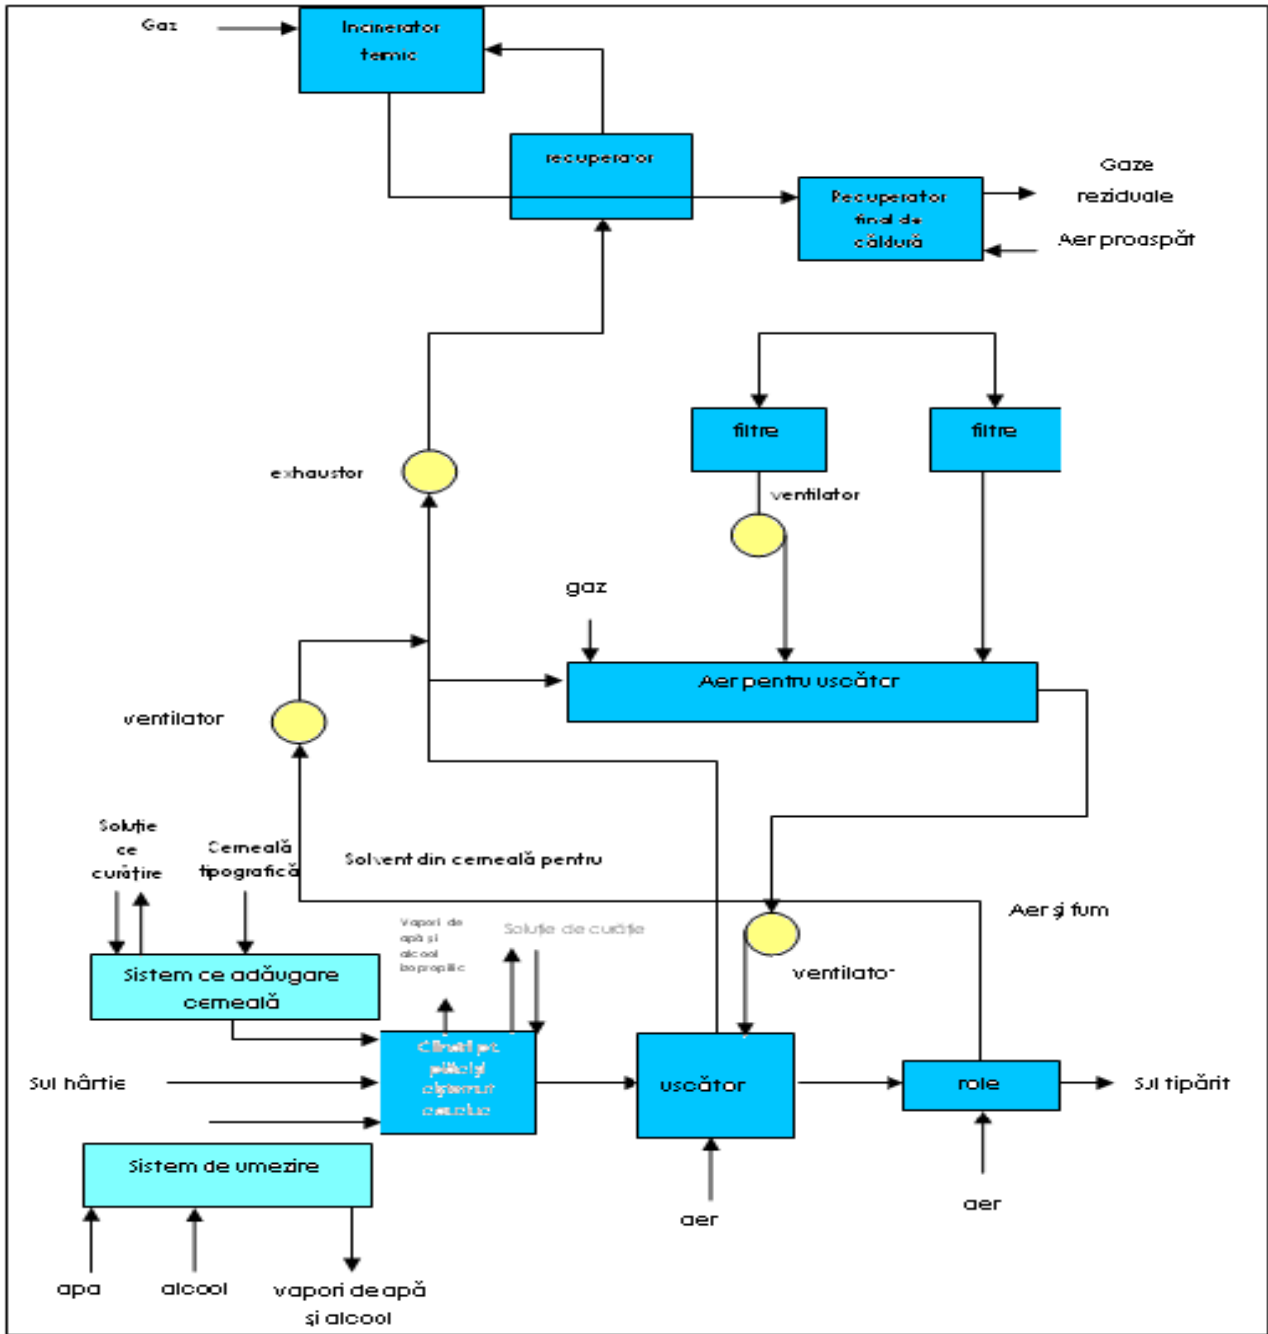 Gaz
Incinerator
termic
recuperator
Recuperator
final de
căldură
Gaze
reziduale
Aer proaspăt
filtre
filtre
exhaustor
ventilator
gaz
Aer pentru uscător
ventilator
Soluție
ce
curățire
Cerneală
tipografică
Solvent din cerneală pentru
Aer și fum
Vapori de
apă și
alcool
izopropilic
Soluție de curăție
ventilator
Sistem ce adăugare
cerneală
Sul hârtie
uscător
role
Sul tipărit
Sistem de umezire
aer
aer
apa
alcool
vapori de apă
și alcool